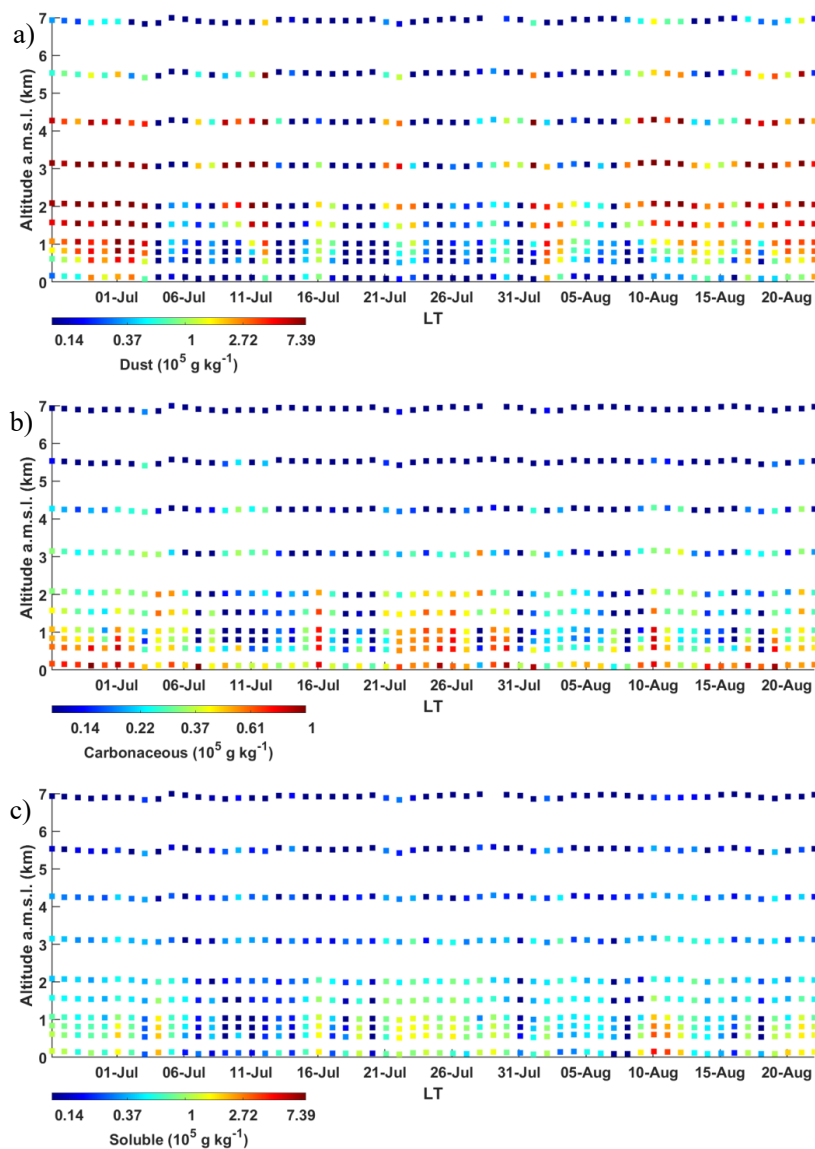 a)
7
6
5
4
3
2
1
0
Altitude a.m.s.l. (km)
01-Jul 06-Jul 11-Jul 16-Jul 21-Jul 26-Jul 31-Jul 05-Aug 10-Aug 15-Aug 20-Aug
LT
0.14 0.37 1 2.72 7.39
Dust (10⁵ g kg⁻¹)
b)
7
6
5
4
3
2
1
0
Altitude a.m.s.l. (km)
01-Jul 06-Jul 11-Jul 16-Jul 21-Jul 26-Jul 31-Jul 05-Aug 10-Aug 15-Aug 20-Aug
LT
0.14 0.22 0.37 0.61 1
Carbonaceous (10⁵ g kg⁻¹)
c)
7
6
5
4
3
2
1
0
Altitude a.m.s.l. (km)
01-Jul 06-Jul 11-Jul 16-Jul 21-Jul 26-Jul 31-Jul 05-Aug 10-Aug 15-Aug 20-Aug
LT
0.14 0.37 1 2.72 7.39
Soluble (10⁵ g kg⁻¹)